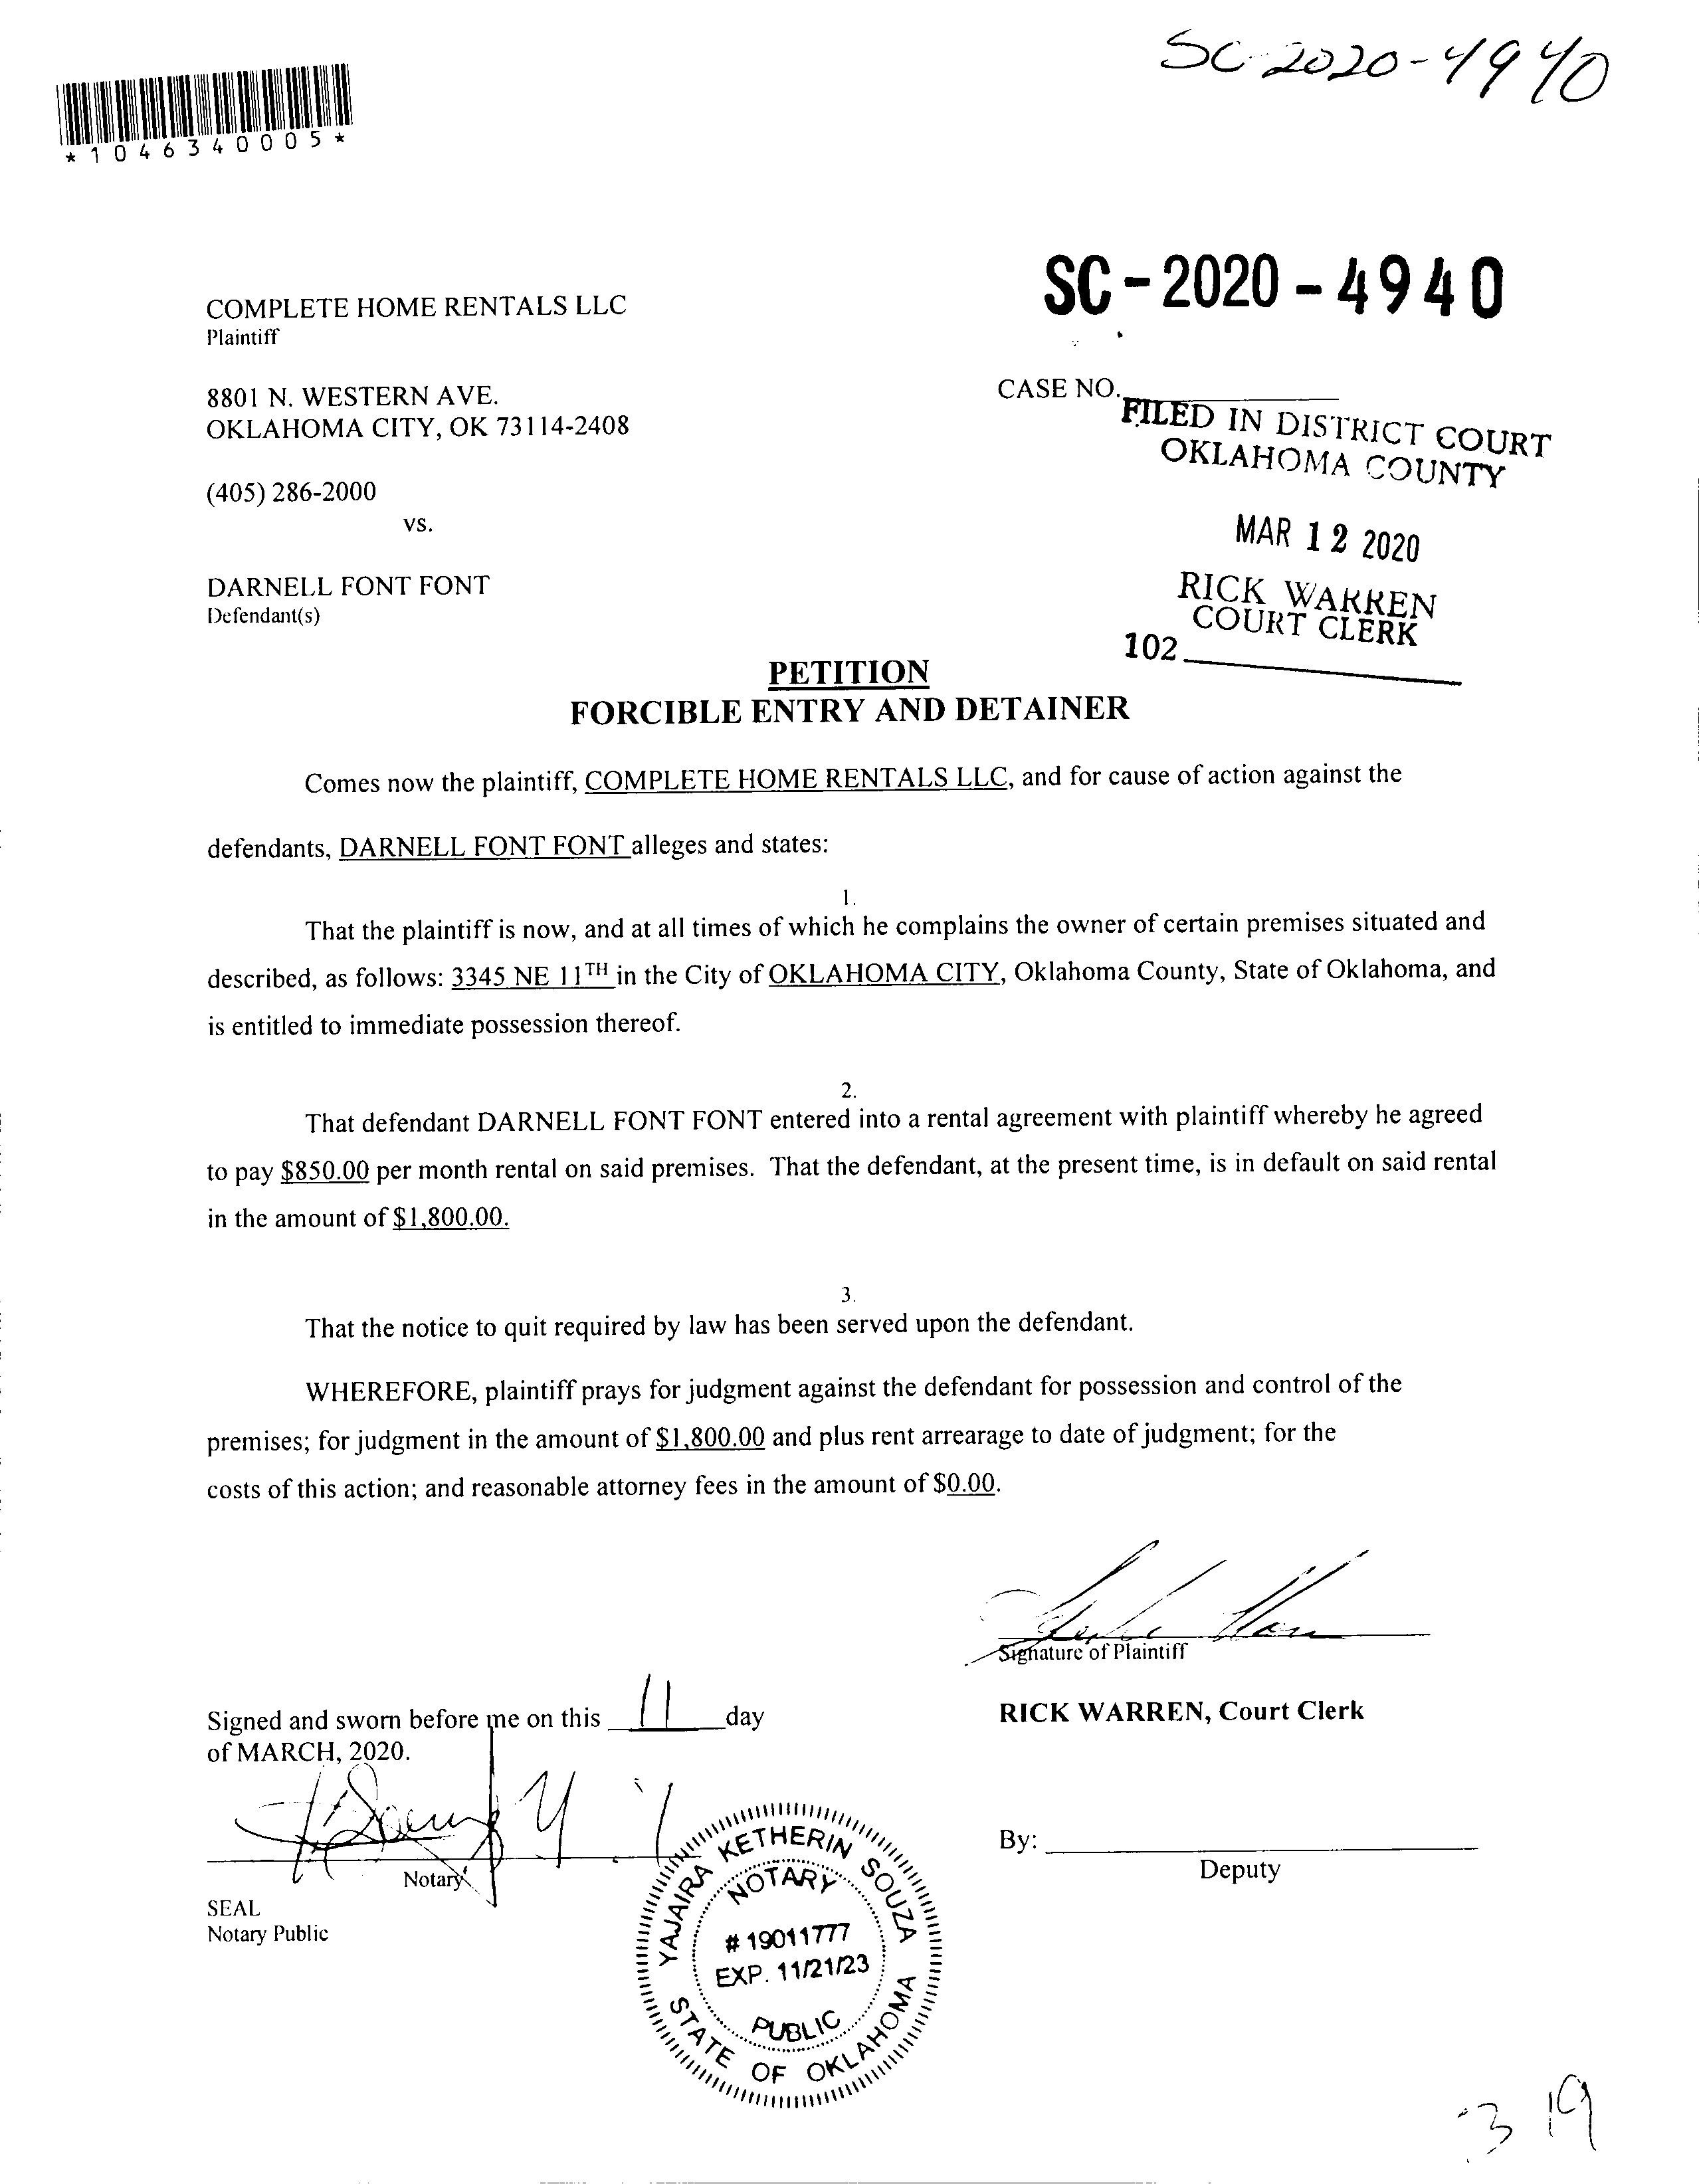 SC-2020-4940
*1046340005*
SC-2020-4940
COMPLETE HOME RENTALS LLC
Plaintiff
8801 N. WESTERN AVE.
OKLAHOMA CITY, OK 73114-2408
CASE NO.
FILED IN DISTRICT COURT
OKLAHOMA COUNTY
(405) 286-2000
vs.
MAR 12 2020
RICK WARREN
COURT CLERK
102
DARNELL FONT FONT
Defendant(s)
PETITION
FORCIBLE ENTRY AND DETAINER
Comes now the plaintiff, COMPLETE HOME RENTALS LLC, and for cause of action against the
defendants, DARNELL FONT FONT alleges and states:
1.
That the plaintiff is now, and at all times of which he complains the owner of certain premises situated and
described, as follows: 3345 NE 11TH in the City of OKLAHOMA CITY, Oklahoma County, State of Oklahoma, and
is entitled to immediate possession thereof.
2.
That defendant DARNELL FONT FONT entered into a rental agreement with plaintiff whereby he agreed
to pay $850.00 per month rental on said premises. That the defendant, at the present time, is in default on said rental
in the amount of $1,800.00.
3.
That the notice to quit required by law has been served upon the defendant.
WHEREFORE, plaintiff prays for judgment against the defendant for possession and control of the
premises; for judgment in the amount of $1,800.00 and plus rent arrearage to date of judgment; for the
costs of this action; and reasonable attorney fees in the amount of $0.00.
Signature of Plaintiff
Signed and sworn before me on this 11 day
of MARCH, 2020.
RICK WARREN, Court Clerk
Notary
SEAL
Notary Public
YAJAIRA KETHERIN SOUZA
NOTARY
# 19011777
EXP. 11/21/23
PUBLIC
STATE OF OKLAHOMA
By:
Deputy
3 19